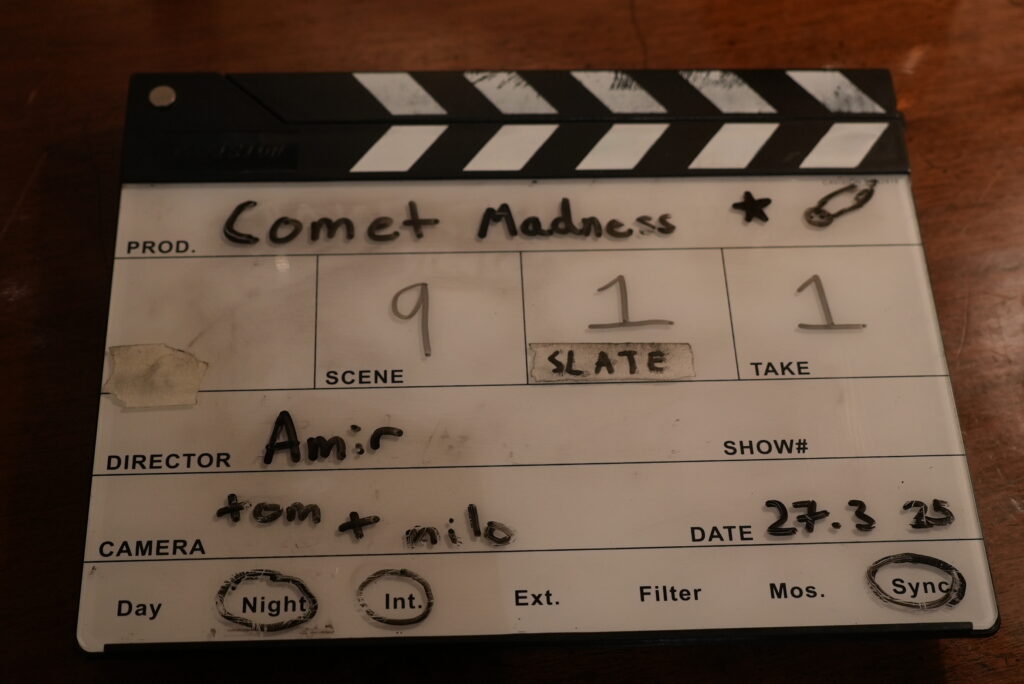 PROD. Comet Madness
9 1 1
SCENE SLATE TAKE
DIRECTOR Amir SHOW#
CAMERA tom + milo DATE 27.3 25
Day Night Int. Ext. Filter Mos. Sync